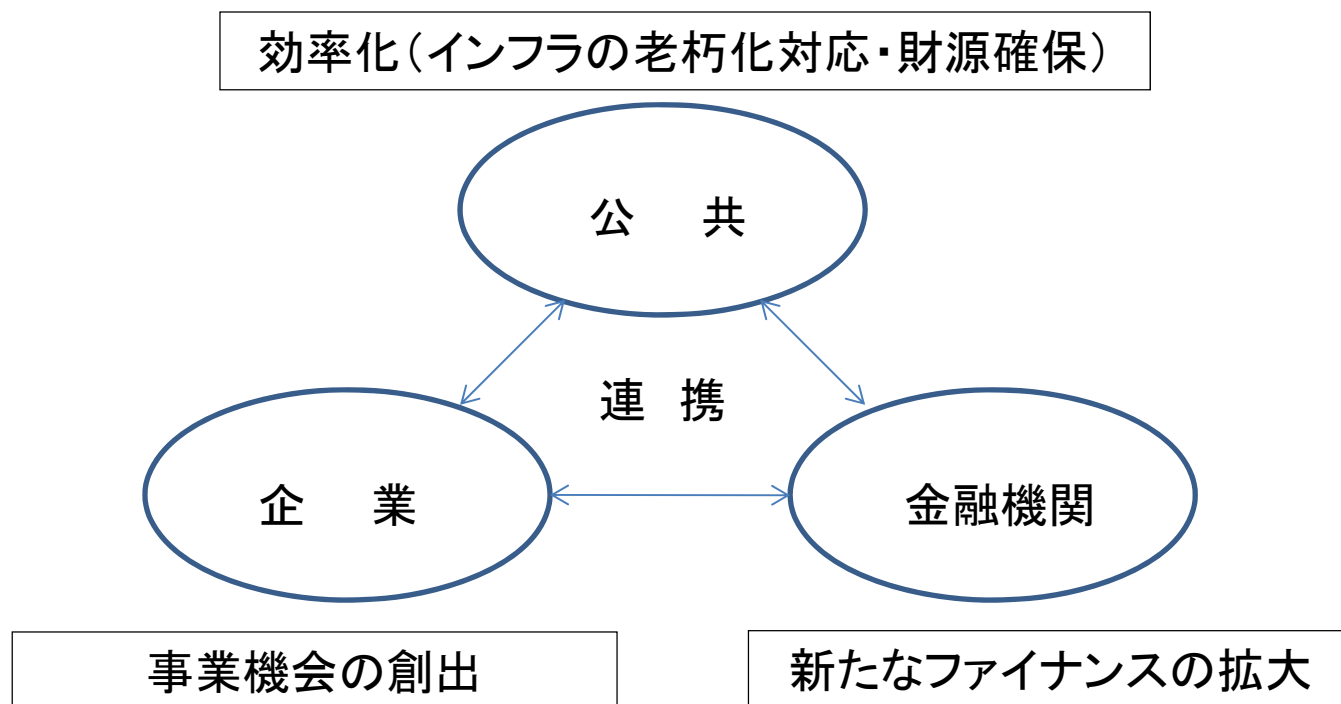 効率化（インフラの老朽化対応・財源確保）
公　共
連 携
企　業
金融機関
事業機会の創出
新たなファイナンスの拡大